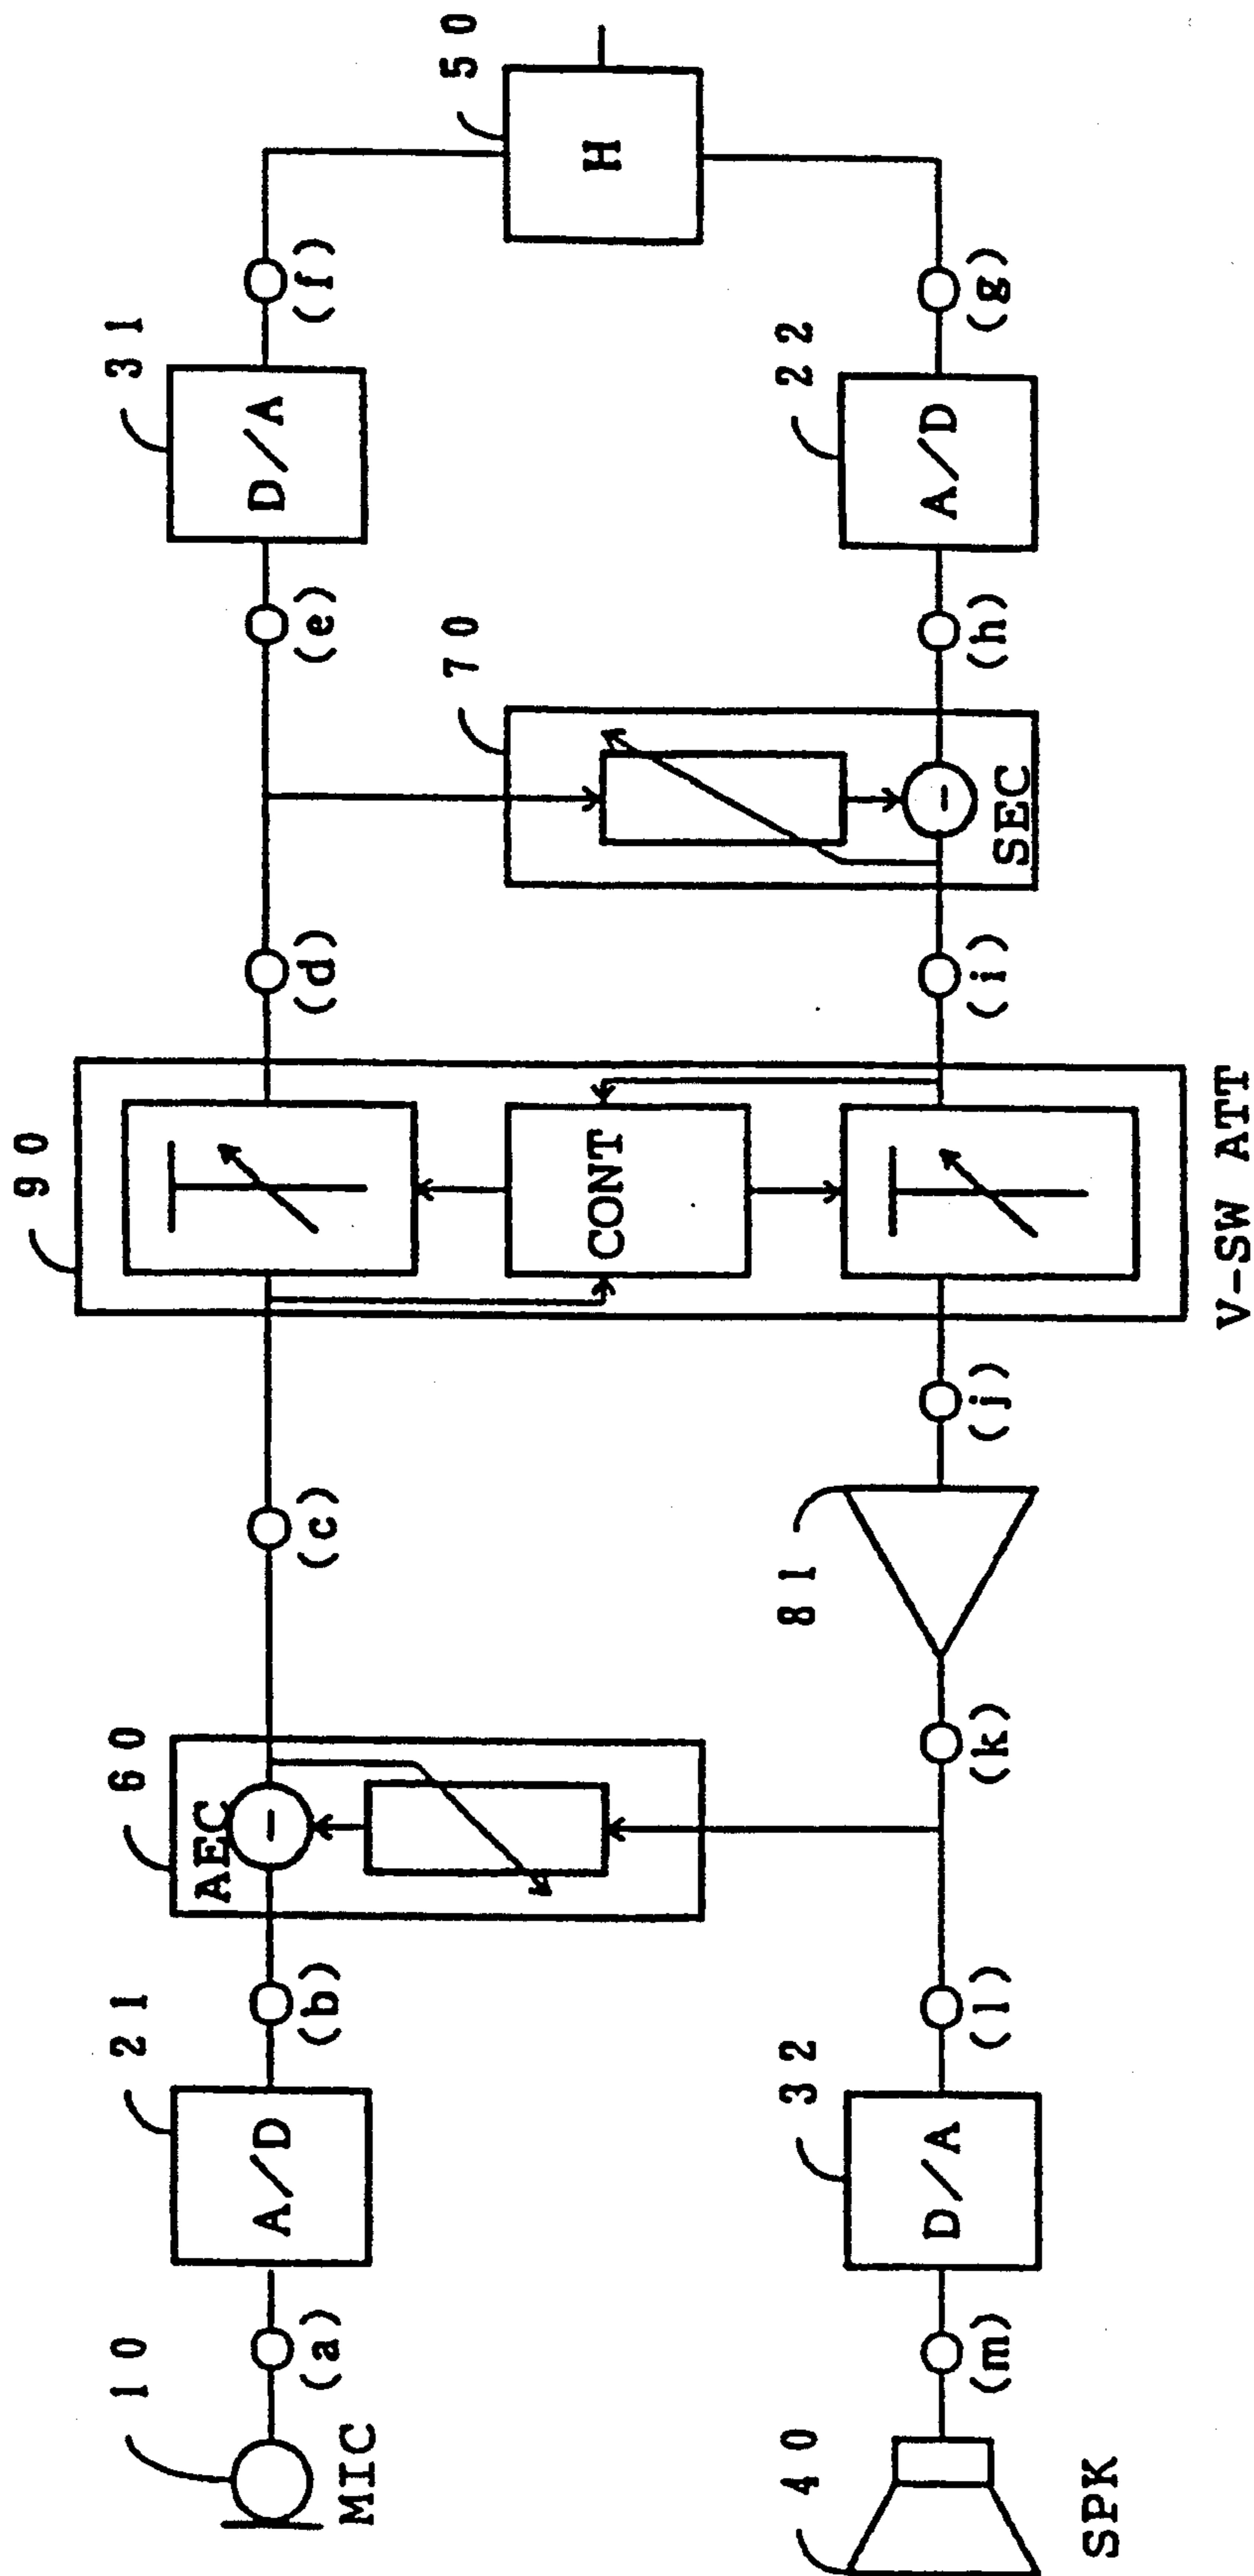 10
MIC
(a)
21
A/D
(b)
60
AEC
(c)
90
(d)
(e)
31
D/A
(f)
50
H
CONT
70
SEC
40
SPK
(m)
32
D/A
(l)
(k)
81
(j)
V-SW ATT
(i)
(h)
22
A/D
(g)